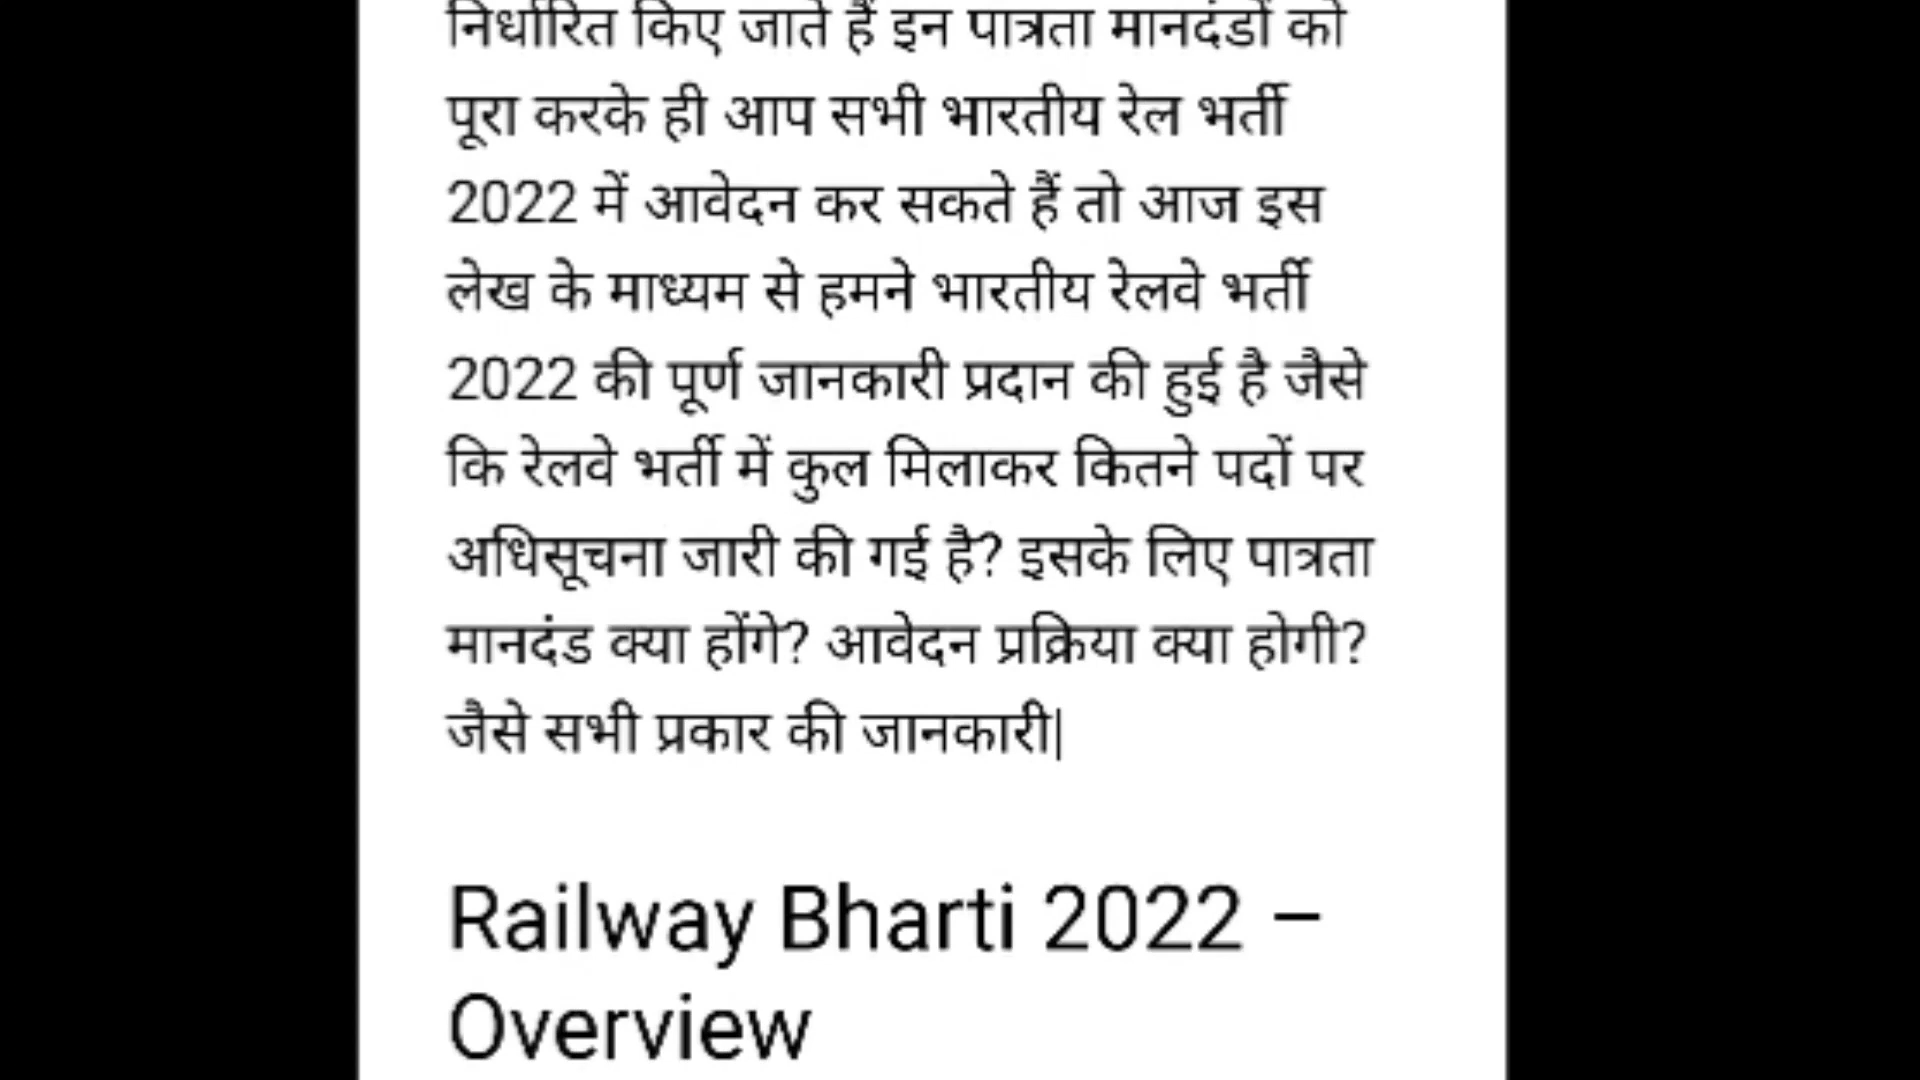 निर्धारित किए जाते हैं इन पात्रता मानदंडों को
पूरा करके ही आप सभी भारतीय रेल भर्ती
2022 में आवेदन कर सकते हैं तो आज इस
लेख के माध्यम से हमने भारतीय रेलवे भर्ती
2022 की पूर्ण जानकारी प्रदान की हुई है जैसे
कि रेलवे भर्ती में कुल मिलाकर कितने पदों पर
अधिसूचना जारी की गई है? इसके लिए पात्रता
मानदंड क्या होंगे? आवेदन प्रक्रिया क्या होगी?
जैसे सभी प्रकार की जानकारी|
Railway Bharti 2022 –
Overview